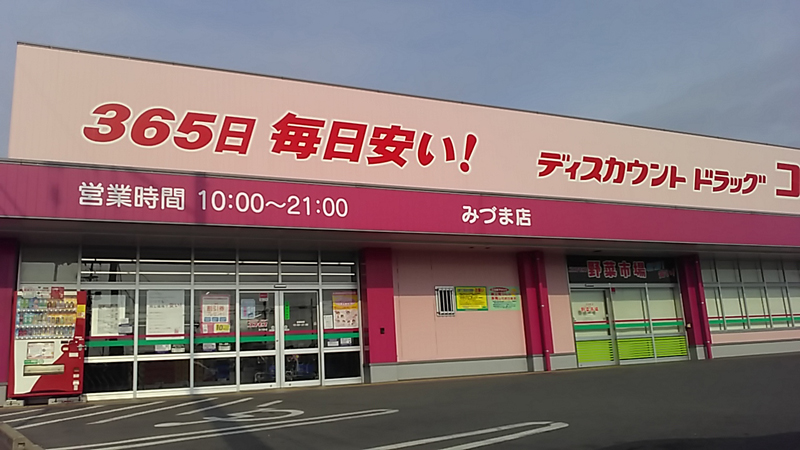 365日 毎日安い!
ディスカウント ドラッグ コ
営業時間 10:00～21:00
みづま店
野菜市場